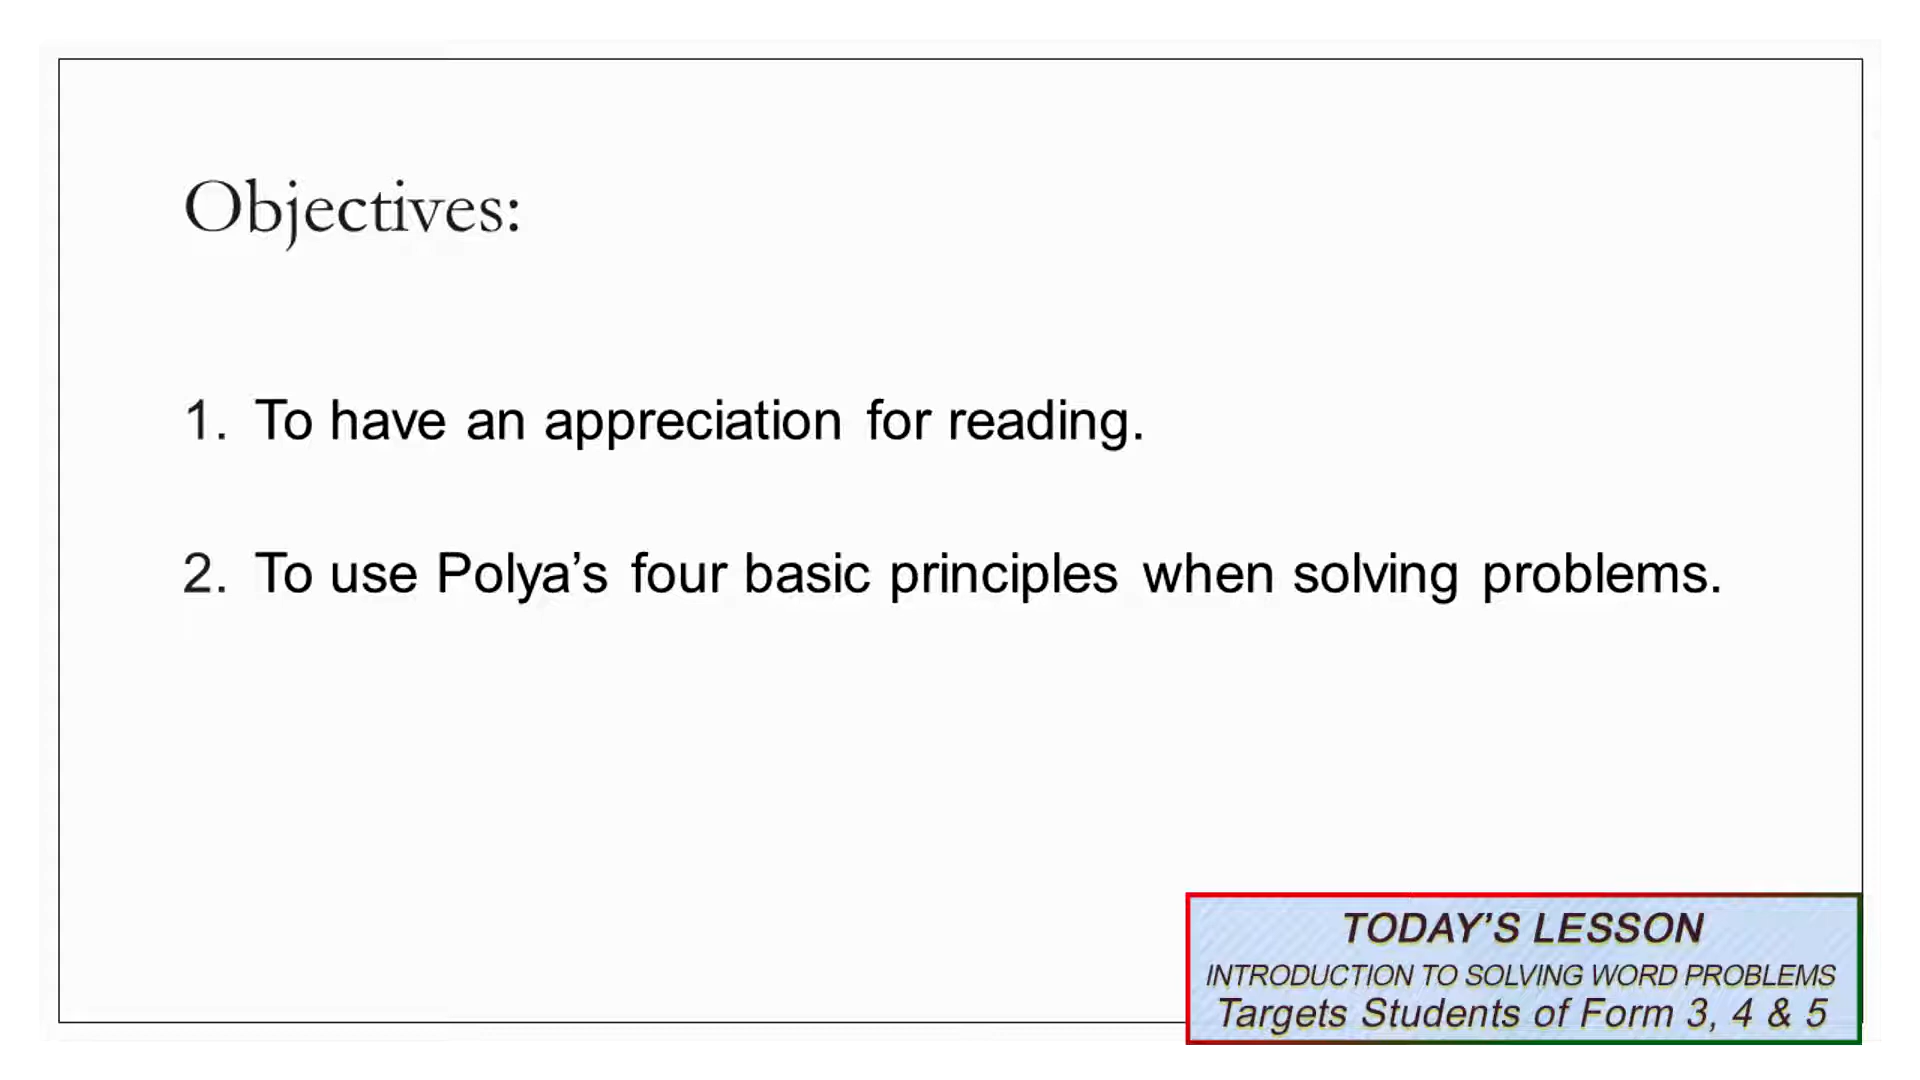 Objectives:
1. To have an appreciation for reading.
2. To use Polya’s four basic principles when solving problems.
TODAY’S LESSON
INTRODUCTION TO SOLVING WORD PROBLEMS
Targets Students of Form 3, 4 & 5